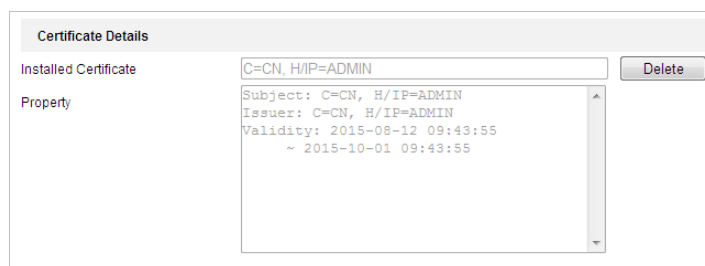 Certificate Details
Installed Certificate C=CN, H/IP=ADMIN Delete
Property
Subject: C=CN, H/IP=ADMIN
Issuer: C=CN, H/IP=ADMIN
Validity: 2015-08-12 09:43:55
~ 2015-10-01 09:43:55